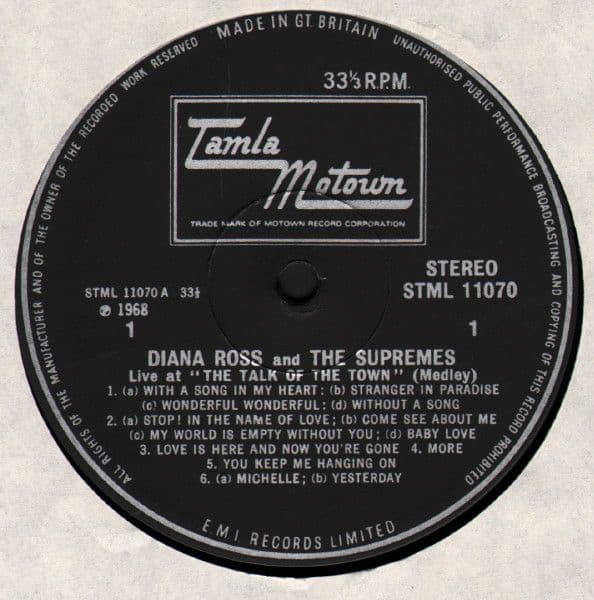 MADE IN GT. BRITAIN
UNAUTHORISED PUBLIC PERFORMANCE BROADCASTING AND COPYING OF THIS RECORD PROHIBITED
ALL RIGHTS OF THE MANUFACTURER AND OF THE OWNER OF THE RECORDED WORK RESERVED
33⅓ R.P.M.
Tamla
Motown
TRADE MARK OF MOTOWN RECORD CORPORATION
STEREO
STML 11070 A 33⅓
STML 11070
℗ 1968
1 1
DIANA ROSS and THE SUPREMES
Live at "THE TALK OF THE TOWN" (Medley)
1. (a) WITH A SONG IN MY HEART: (b) STRANGER IN PARADISE
(c) WONDERFUL WONDERFUL: (d) WITHOUT A SONG
2. (a) STOP! IN THE NAME OF LOVE; (b) COME SEE ABOUT ME
(c) MY WORLD IS EMPTY WITHOUT YOU; (d) BABY LOVE
3. LOVE IS HERE AND NOW YOU'RE GONE 4. MORE
5. YOU KEEP ME HANGING ON
6. (a) MICHELLE; (b) YESTERDAY
E.M.I. RECORDS LIMITED